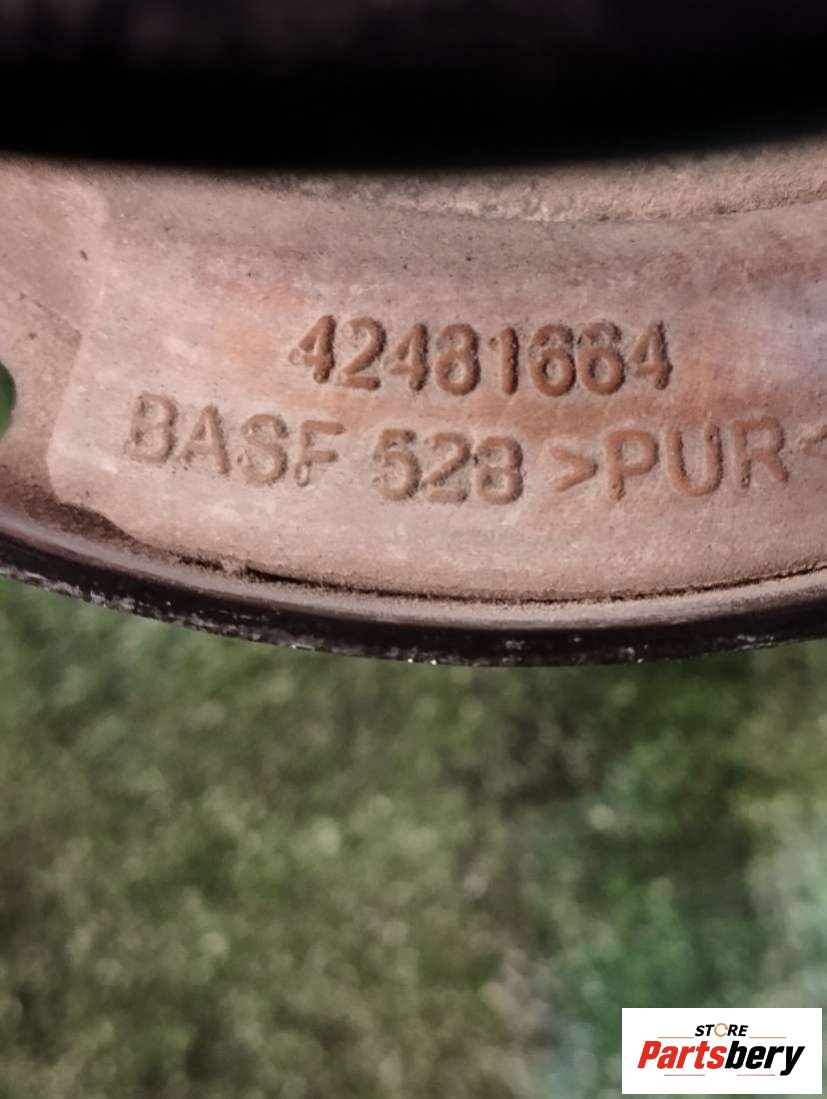 42481664
BASF 528 >PUR<
STORE
Partsbery